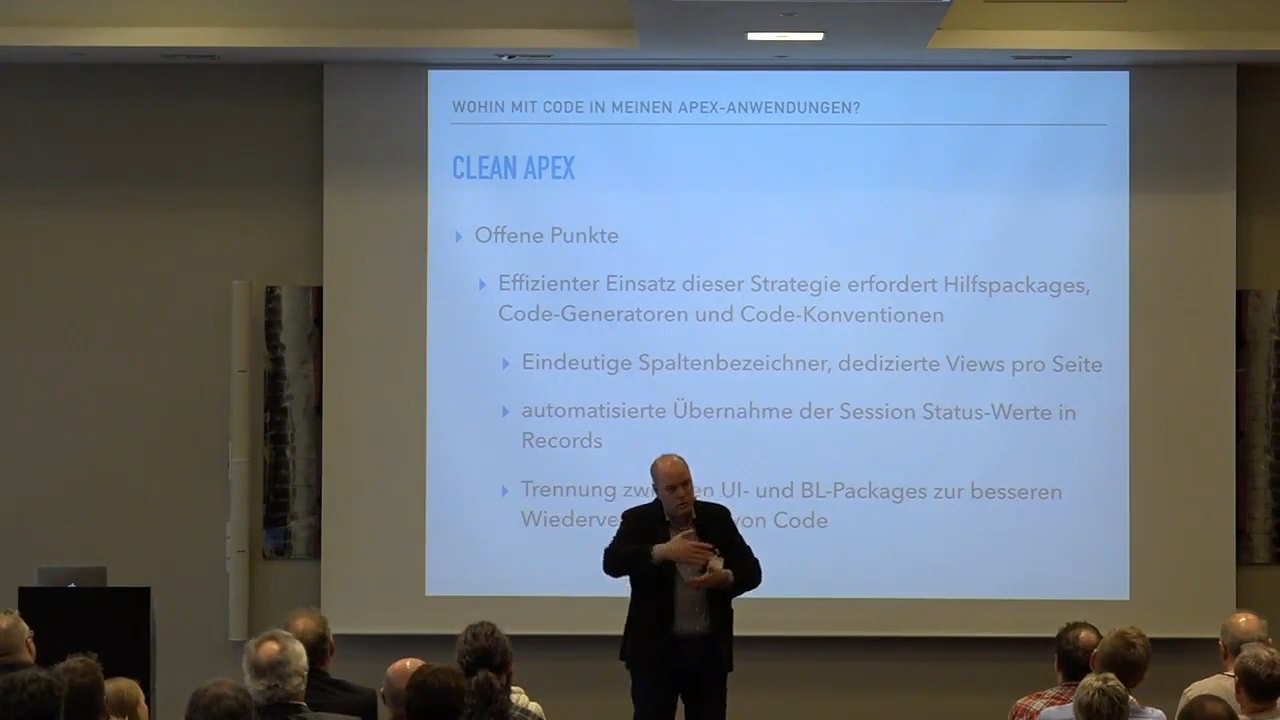 WOHIN MIT CODE IN MEINEN APEX-ANWENDUNGEN?
CLEAN APEX
Offene Punkte
Effizienter Einsatz dieser Strategie erfordert Hilfspackages,
Code-Generatoren und Code-Konventionen
Eindeutige Spaltenbezeichner, dedizierte Views pro Seite
automatisierte Übernahme der Session Status-Werte in
Records
Trennung UI- und BL-Packages zur besseren
von Code